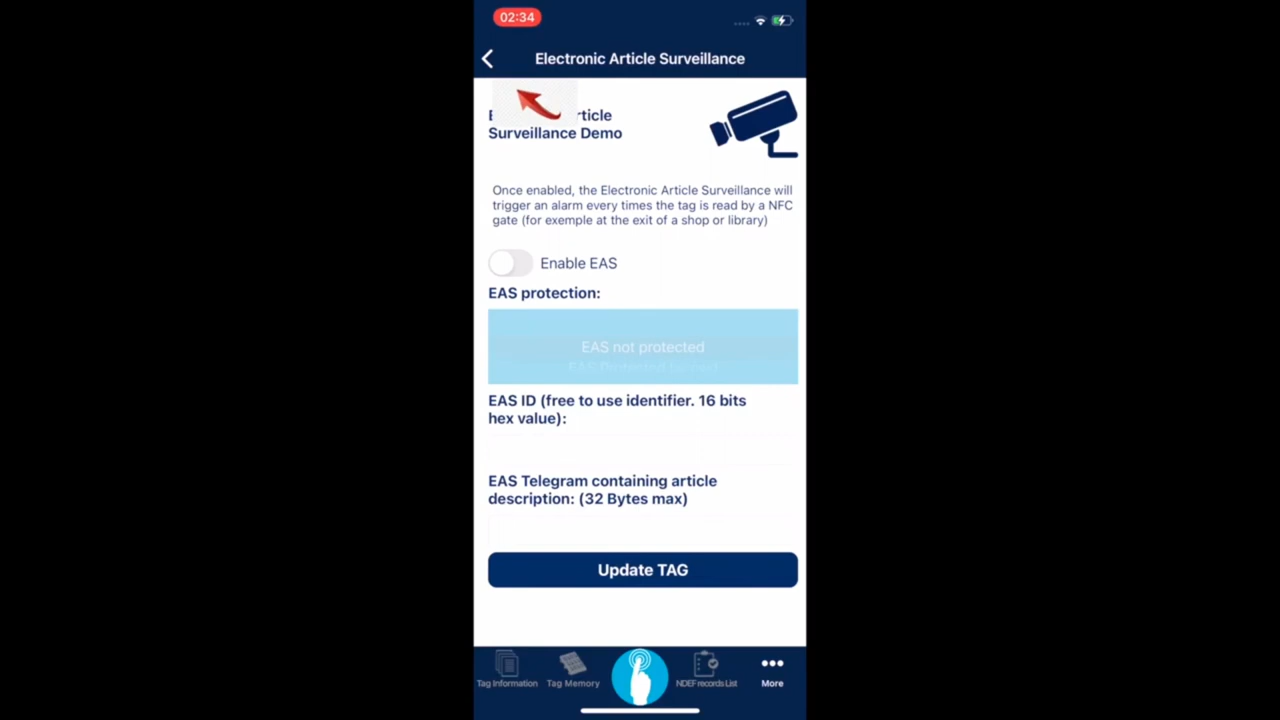 02:34
Electronic Article Surveillance
rticle
Surveillance Demo
Once enabled, the Electronic Article Surveillance will
trigger an alarm every times the tag is read by a NFC
gate (for exemple at the exit of a shop or library)
Enable EAS
EAS protection:
EAS not protected
EAS ID (free to use identifier. 16 bits
hex value):
EAS Telegram containing article
description: (32 Bytes max)
Update TAG
Tag Information
Tag Memory
NDEF records List
More